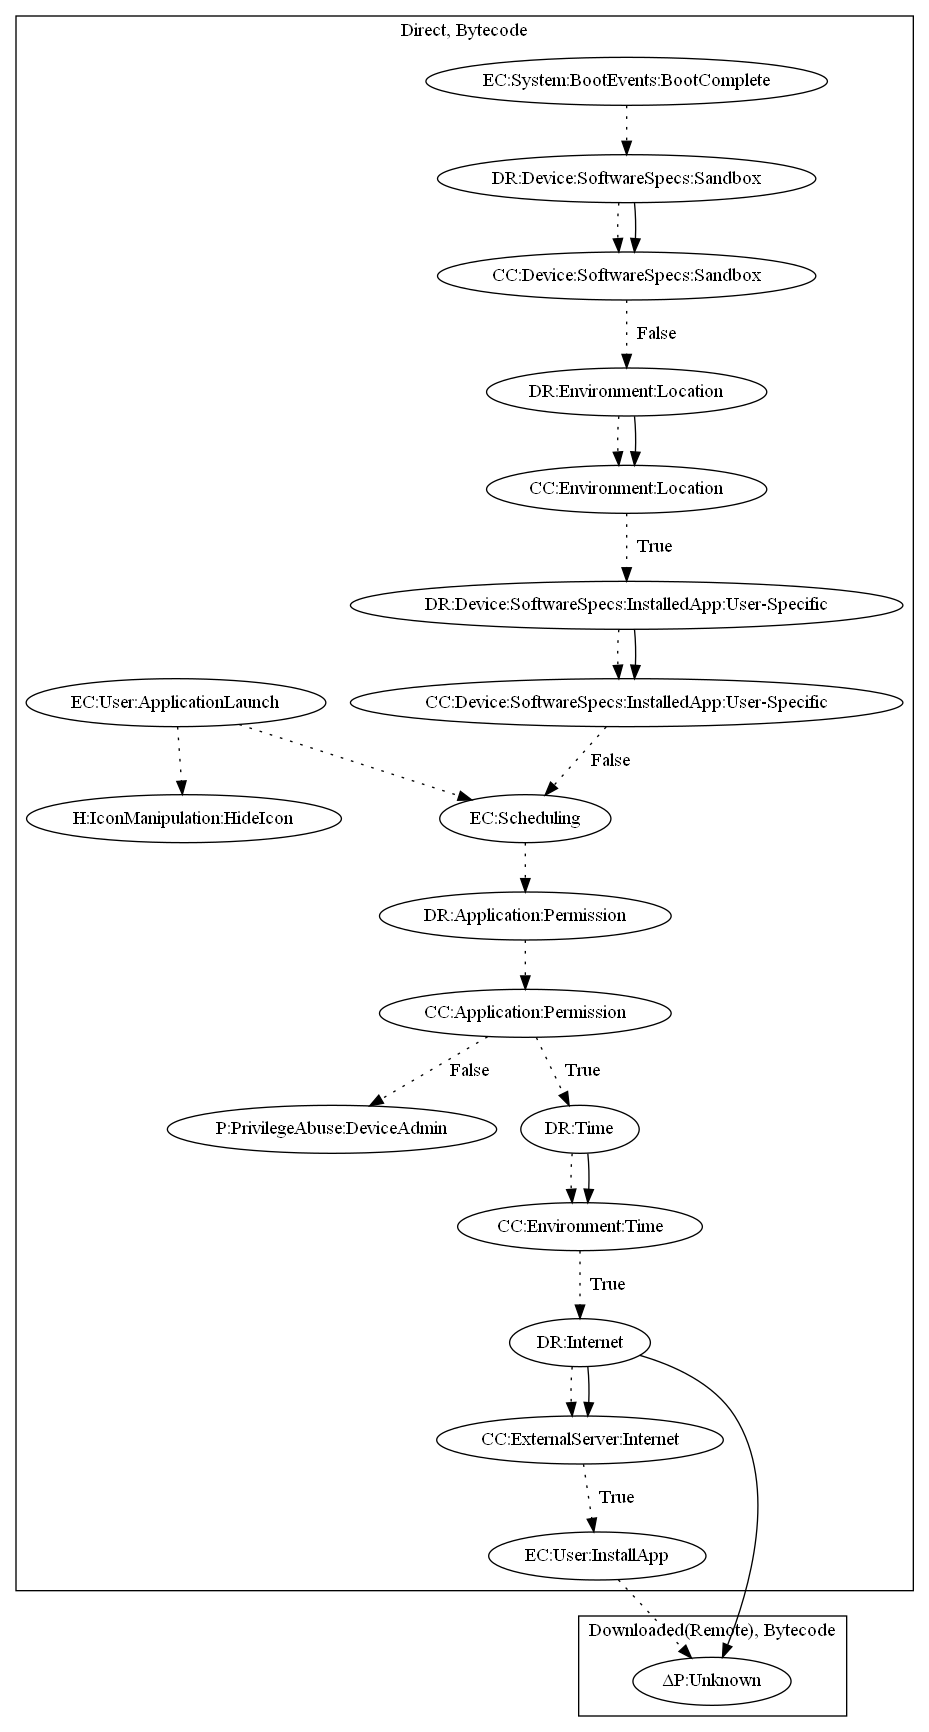 Direct, Bytecode
EC:System:BootEvents:BootComplete
DR:Device:SoftwareSpecs:Sandbox
CC:Device:SoftwareSpecs:Sandbox
False
DR:Environment:Location
CC:Environment:Location
True
DR:Device:SoftwareSpecs:InstalledApp:User-Specific
EC:User:ApplicationLaunch
CC:Device:SoftwareSpecs:InstalledApp:User-Specific
False
H:IconManipulation:HideIcon
EC:Scheduling
DR:Application:Permission
CC:Application:Permission
False
True
P:PrivilegeAbuse:DeviceAdmin
DR:Time
CC:Environment:Time
True
DR:Internet
CC:ExternalServer:Internet
True
EC:User:InstallApp
Downloaded(Remote), Bytecode
ΔP:Unknown